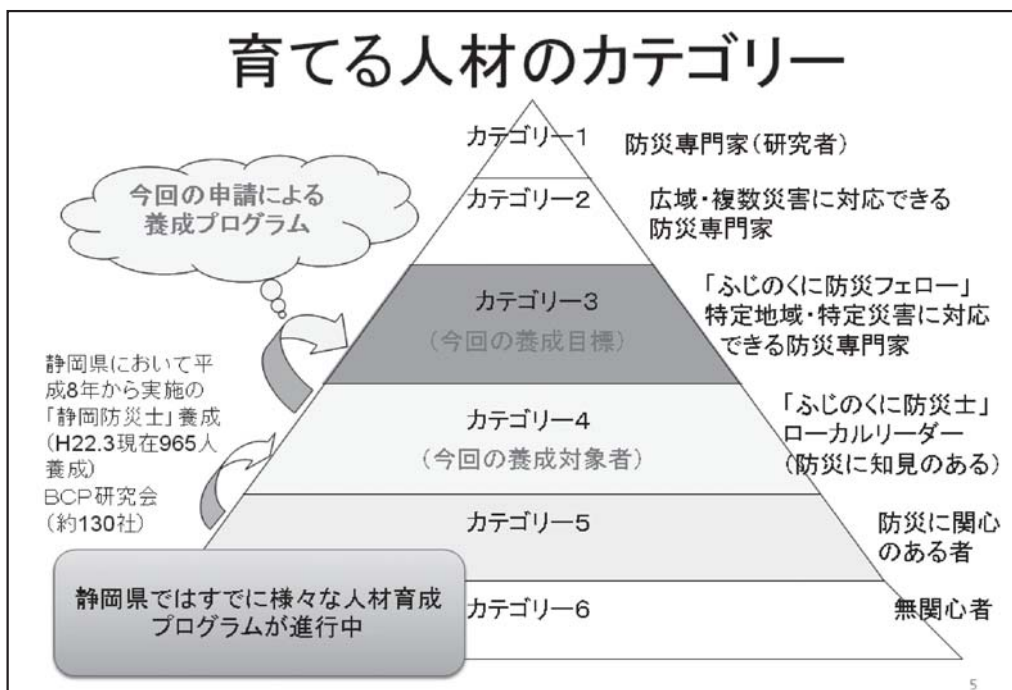 育てる人材のカテゴリー
カテゴリー1
防災専門家(研究者)
今回の申請による
養成プログラム
カテゴリー2
広域・複数災害に対応できる
防災専門家
カテゴリー3
(今回の養成目標)
「ふじのくに防災フェロー」
特定地域・特定災害に対応
できる防災専門家
静岡県において平
成8年から実施の
「静岡防災士」養成
(H22.3現在965人
養成)
BCP研究会
(約130社)
カテゴリー4
(今回の養成対象者)
「ふじのくに防災士」
ローカルリーダー
(防災に知見のある)
カテゴリー5
防災に関心
のある者
静岡県ではすでに様々な人材育成
プログラムが進行中
カテゴリー6
無関心者
5